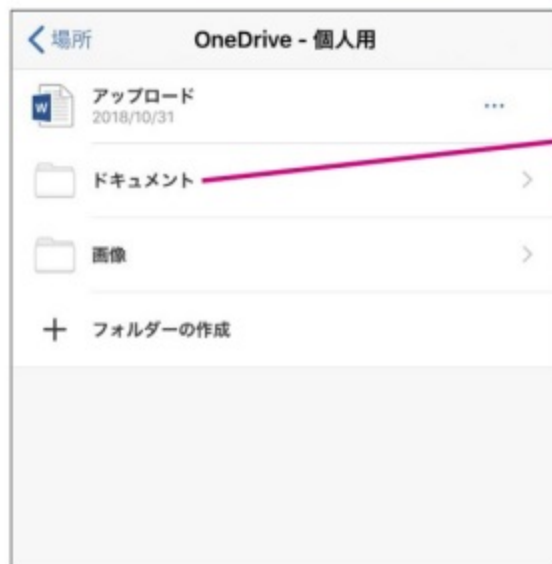 場所
OneDrive - 個人用
W
アップロード
2018/10/31
ドキュメント
画像
フォルダーの作成